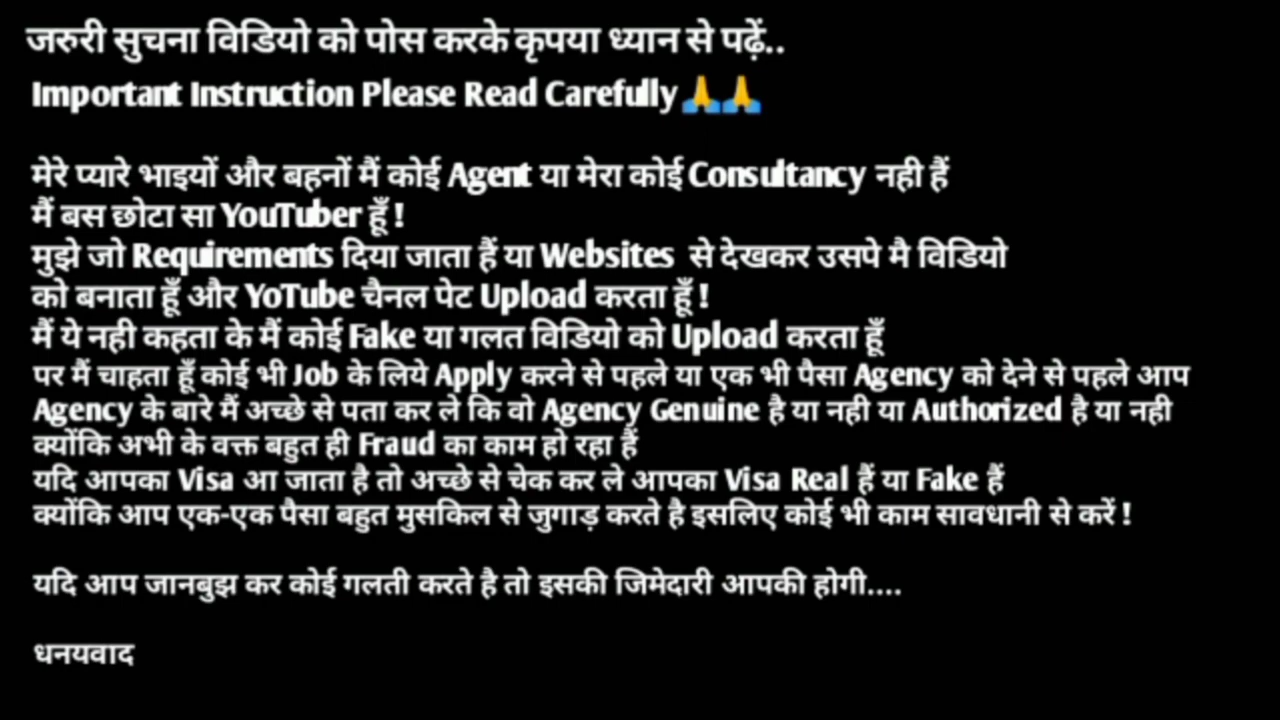 जरुरी सुचना विडियो को पोस करके कृपया ध्यान से पढ़ें..
Important Instruction Please Read Carefully🙏🙏
मेरे प्यारे भाइयों और बहनों मैं कोई Agent या मेरा कोई Consultancy नही हैं
मैं बस छोटा सा YouTuber हूँ !
मुझे जो Requirements दिया जाता हैं या Websites से देखकर उसपे मै विडियो
को बनाता हूँ और YoTube चैनल पेट Upload करता हूँ !
मैं ये नही कहता के मैं कोई Fake या गलत विडियो को Upload करता हूँ
पर मैं चाहता हूँ कोई भी Job के लिये Apply करने से पहले या एक भी पैसा Agency को देने से पहले आप
Agency के बारे मैं अच्छे से पता कर ले कि वो Agency Genuine है या नही या Authorized है या नही
क्योंकि अभी के वक्त बहुत ही Fraud का काम हो रहा हैं
यदि आपका Visa आ जाता है तो अच्छे से चेक कर ले आपका Visa Real हैं या Fake हैं
क्योंकि आप एक-एक पैसा बहुत मुसकिल से जुगाड़ करते है इसलिए कोई भी काम सावधानी से करें !
यदि आप जानबुझ कर कोई गलती करते है तो इसकी जिमेदारी आपकी होगी....
धनयवाद